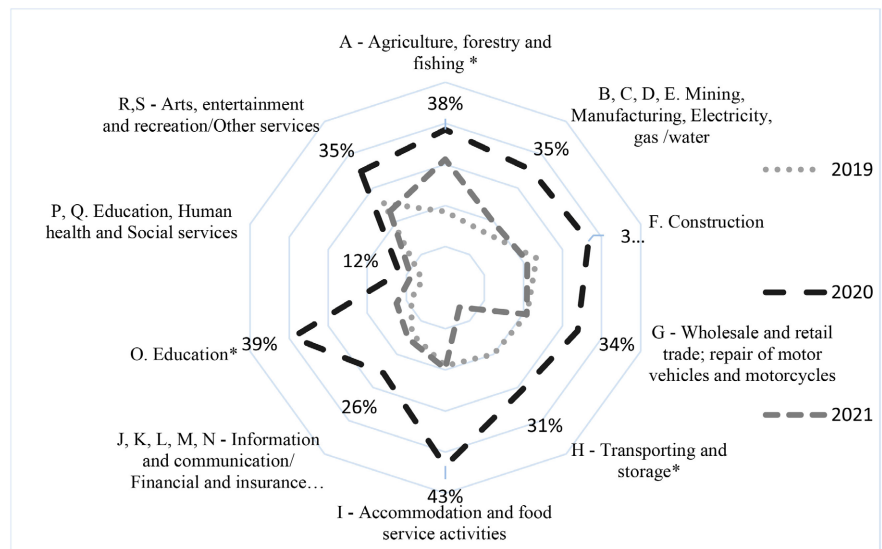 A - Agriculture, forestry and
fishing *
38%
B, C, D, E. Mining,
Manufacturing, Electricity,
gas /water
35%
F. Construction
3...
G - Wholesale and retail
trade; repair of motor
vehicles and motorcycles
34%
H - Transporting and
storage*
31%
I - Accommodation and food
service activities
43%
J, K, L, M, N - Information
and communication/
Financial and insurance…
26%
O. Education*
39%
P, Q. Education, Human
health and Social services
12%
R,S - Arts, entertainment
and recreation/Other services
35%
2019
2020
2021